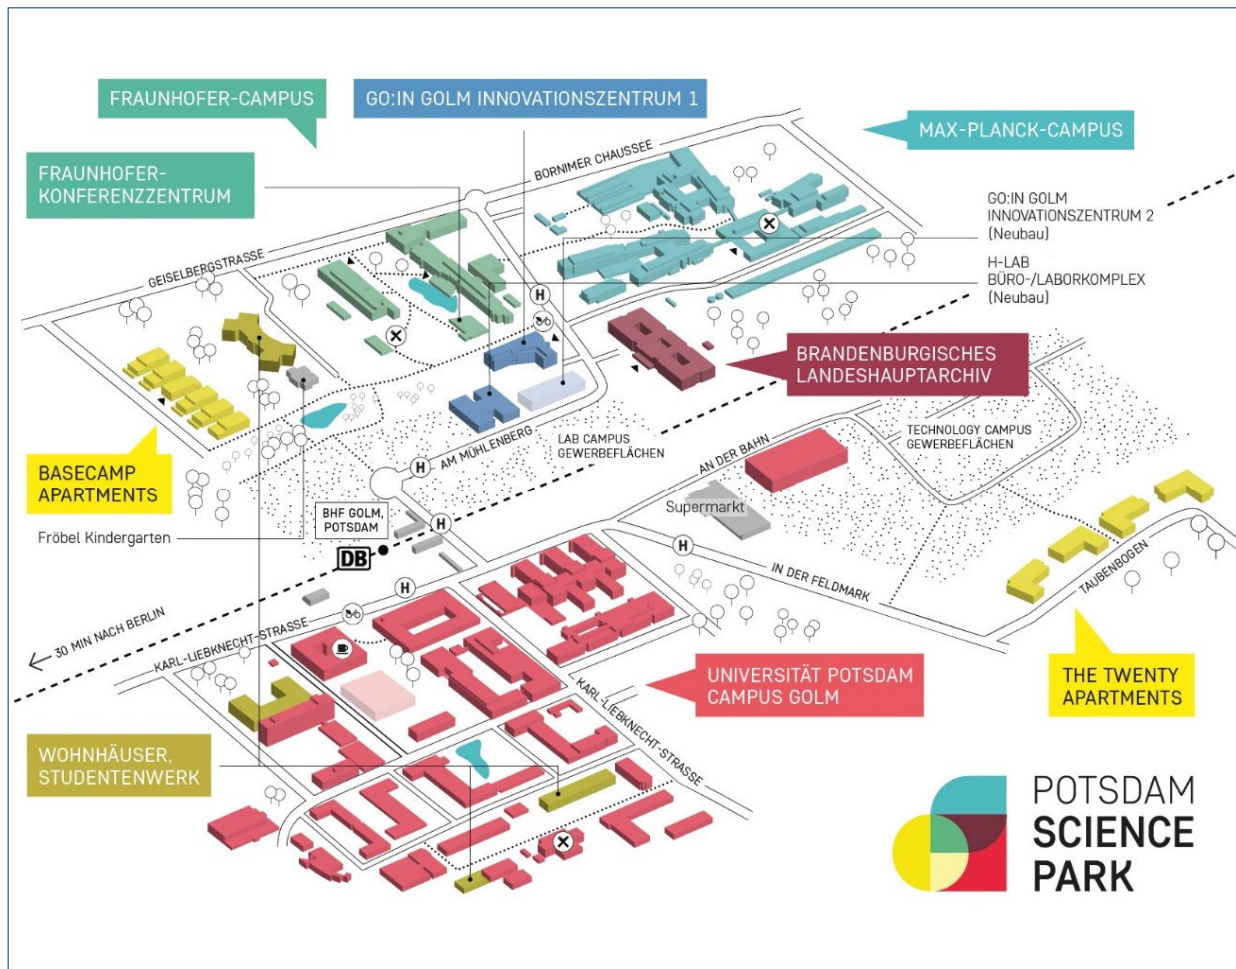 FRAUNHOFER-CAMPUS
GO:IN GOLM INNOVATIONSZENTRUM 1
MAX-PLANCK-CAMPUS
FRAUNHOFER-
KONFERENZZENTRUM
BORNIMER CHAUSSEE
GO:IN GOLM
INNOVATIONSZENTRUM 2
(Neubau)
GEISELBERGSTRASSE
H-LAB
BÜRO-/LABORKOMPLEX
(Neubau)
H
BRANDENBURGISCHES
LANDESHAUPTARCHIV
BASECAMP
APARTMENTS
AM MÜHLENBERG
LAB CAMPUS
GEWERBEFLÄCHEN
AN DER BAHN
TECHNOLOGY CAMPUS
GEWERBEFLÄCHEN
H
Fröbel Kindergarten
BHF GOLM,
POTSDAM
H
Supermarkt
DB
H
H
IN DER FELDMARK
TAUBENBOGEN
30 MIN NACH BERLIN
KARL-LIEBKNECHT-STRASSE
UNIVERSITÄT POTSDAM
CAMPUS GOLM
THE TWENTY
APARTMENTS
KARL-LIEBKNECHT-STRASSE
WOHNHÄUSER,
STUDENTENWERK
POTSDAM
SCIENCE
PARK